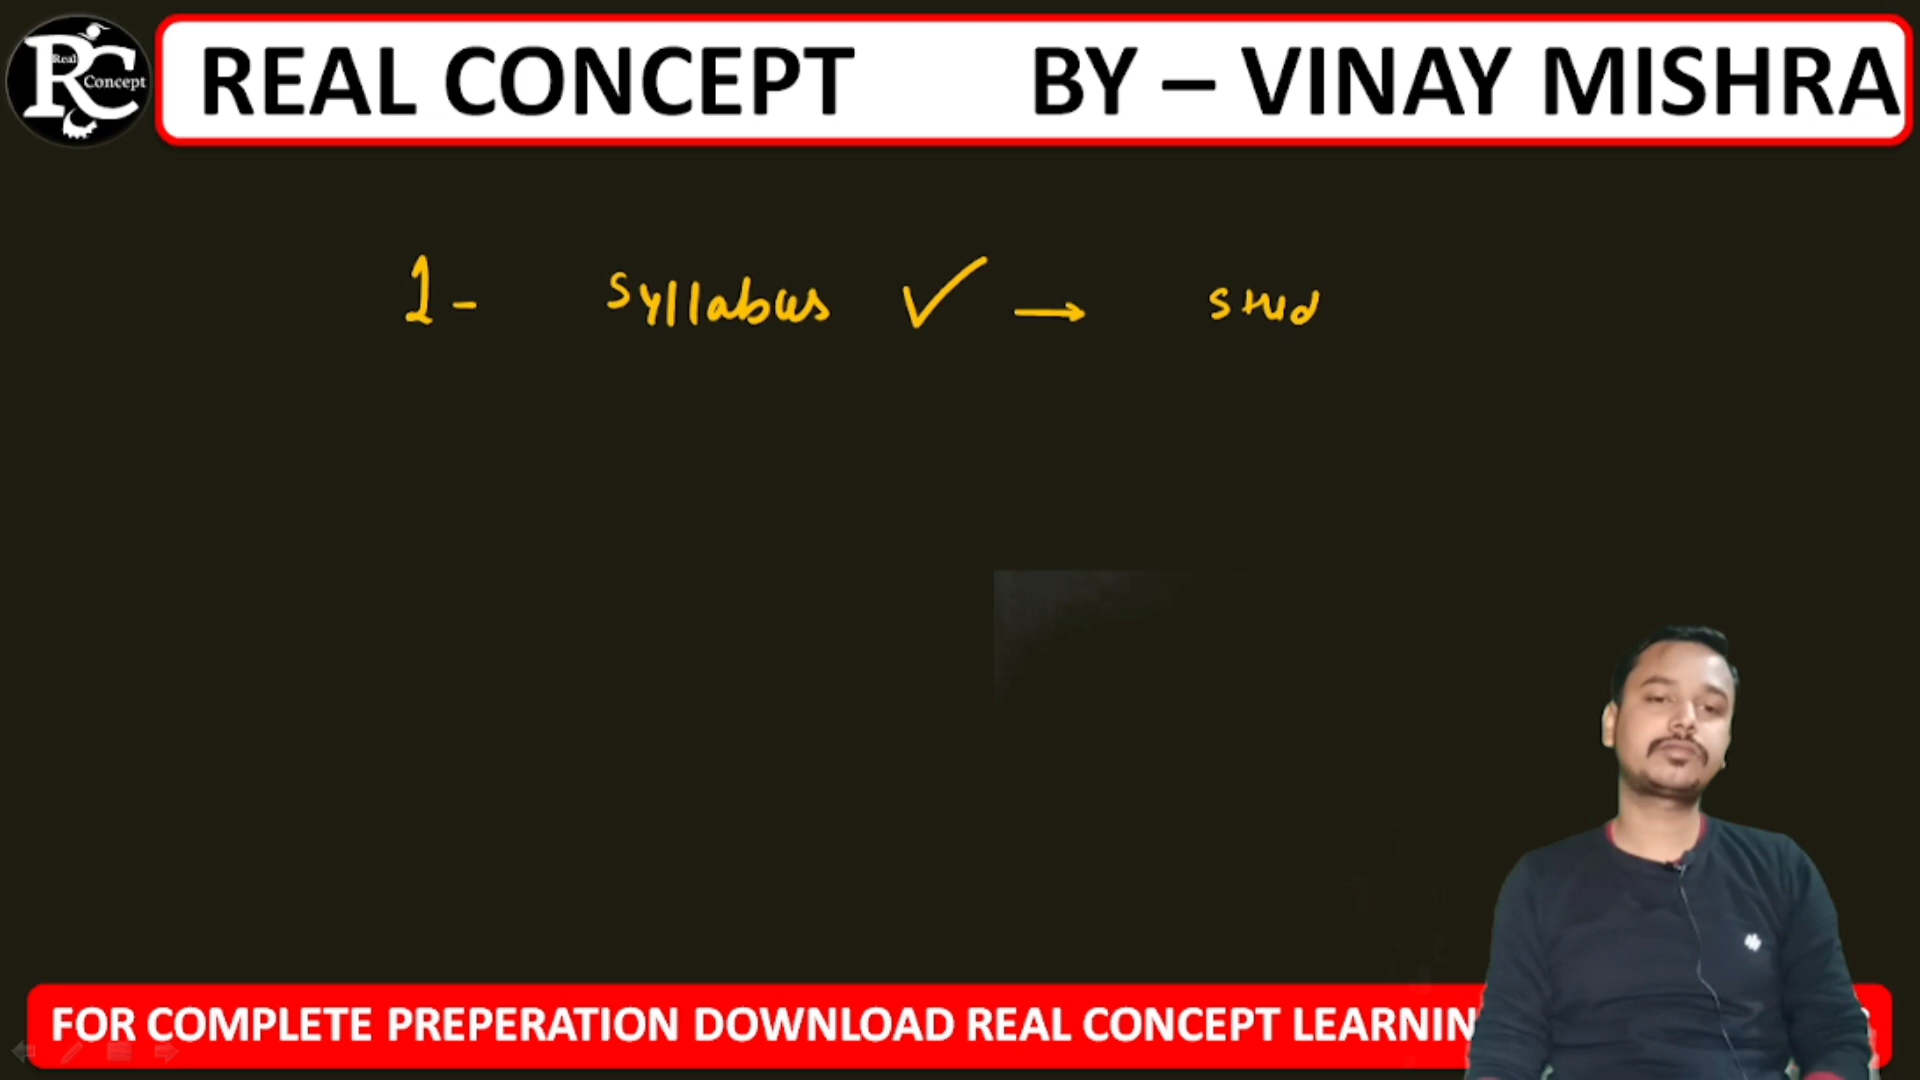 Real
Concept
REAL CONCEPT BY – VINAY MISHRA
1- Syllabus ✓ → stud
FOR COMPLETE PREPERATION DOWNLOAD REAL CONCEPT LEARNIN